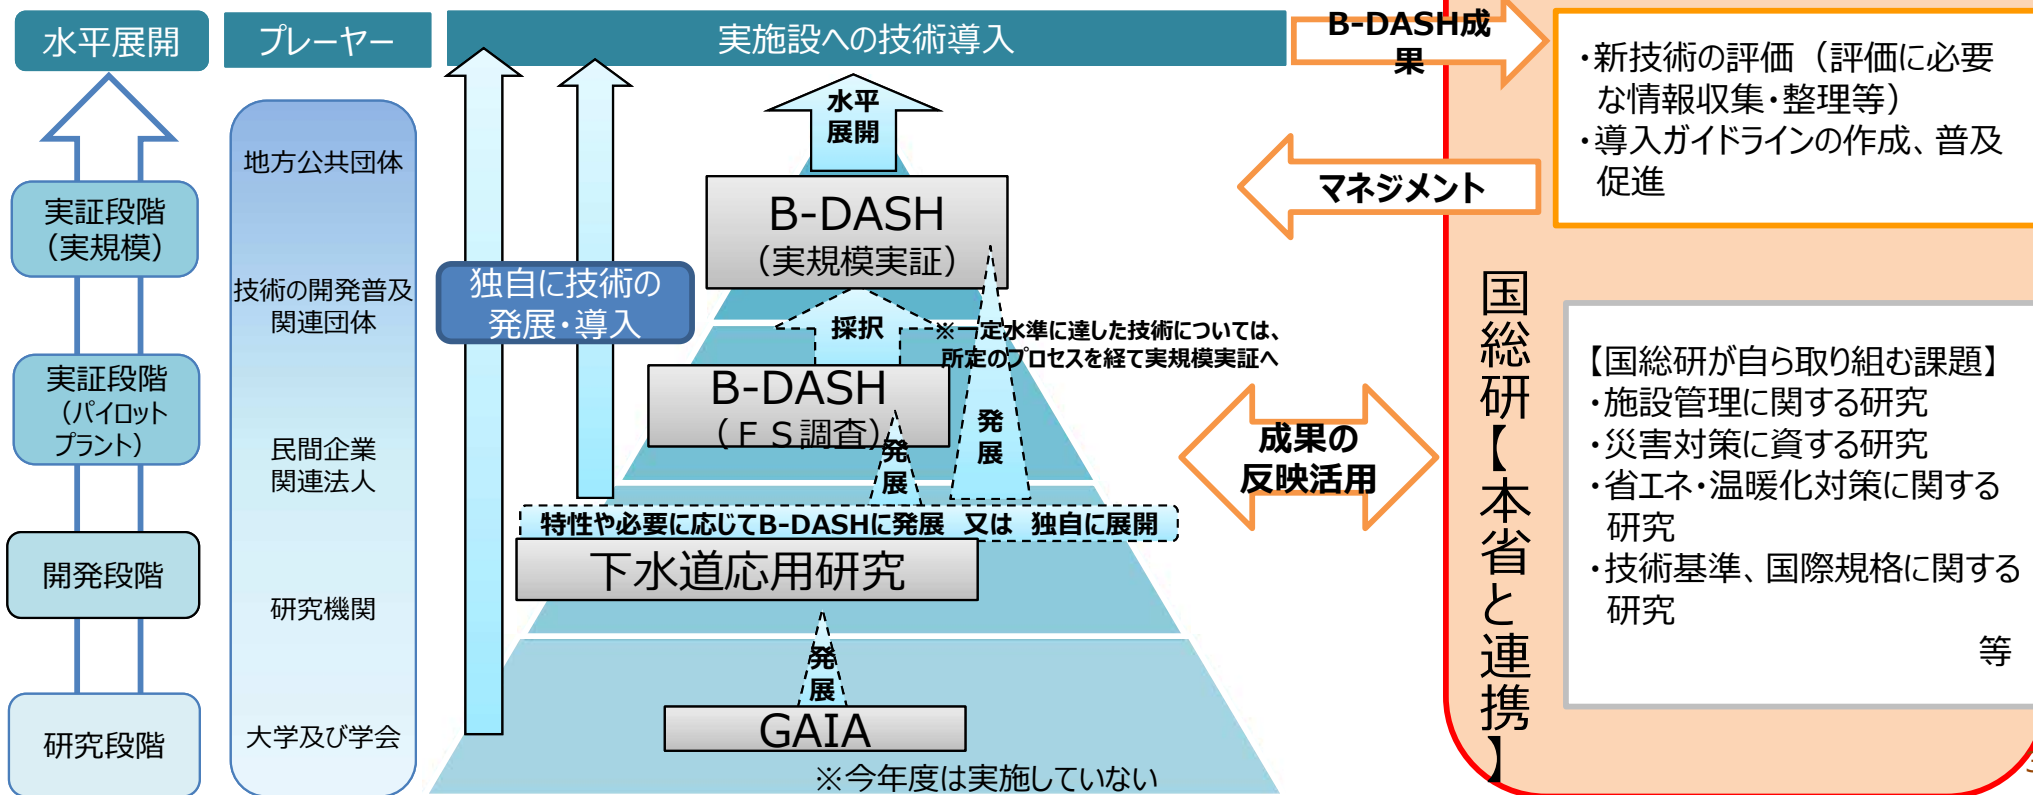 水平展開
実証段階
（実規模）
実証段階
（パイロット
プラント）
開発段階
研究段階
プレーヤー
地方公共団体
技術の開発普及
関連団体
民間企業
関連法人
研究機関
大学及び学会
実施設への技術導入
水平
展開
B-DASH
（実規模実証）
独自に技術の
発展・導入
採択
※一定水準に達した技術については、
所定のプロセスを経て実規模実証へ
B-DASH
（ＦＳ調査）
発
展
発
展
特性や必要に応じてB-DASHに発展　又は　独自に展開
下水道応用研究
発
展
GAIA
※今年度は実施していない
B-DASH成
果
マネジメント
成果の
反映活用
国総研【本省と連携】
・新技術の評価（評価に必要
な情報収集・整理等）
・導入ガイドラインの作成、普及
促進
【国総研が自ら取り組む課題】
・施設管理に関する研究
・災害対策に資する研究
・省エネ・温暖化対策に関する
研究
・技術基準、国際規格に関する
研究
等